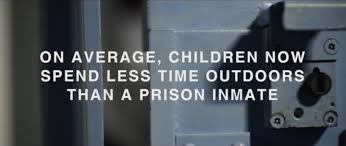 ON AVERAGE, CHILDREN NOW
SPEND LESS TIME OUTDOORS
THAN A PRISON INMATE